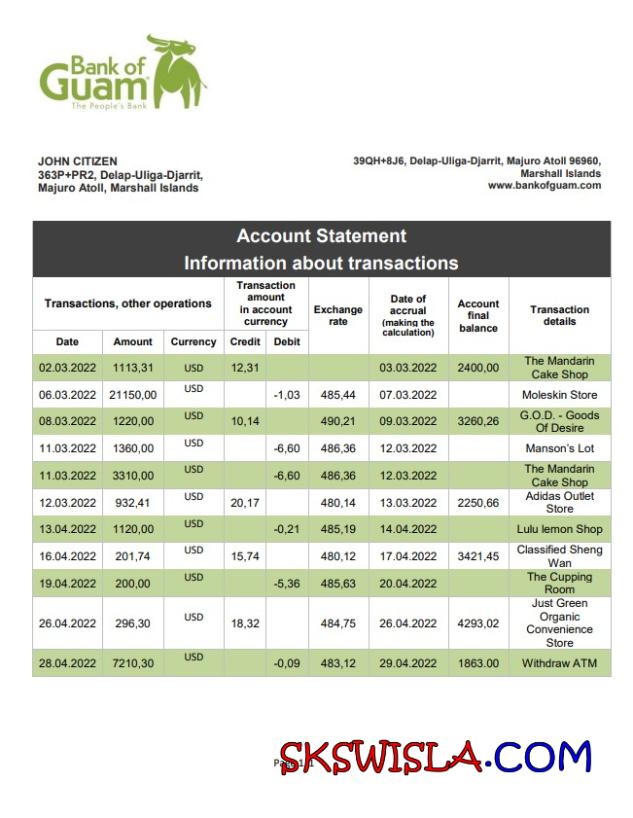 Bank of
Guam
The People's Bank
JOHN CITIZEN
363P+PR2, Delap-Uliga-Djarrit,
Majuro Atoll, Marshall Islands
39QH+8J6, Delap-Uliga-Djarrit, Majuro Atoll 96960,
Marshall Islands
www.bankofguam.com
Account Statement
Information about transactions
Transactions, other operations
Transaction
amount
in account
currency
Exchange
rate
Date of
accrual
(making the
calculation)
Account
final
balance
Transaction
details
Date Amount Currency Credit Debit
02.03.2022 1113,31 USD 12,31 03.03.2022 2400,00 The Mandarin
Cake Shop
06.03.2022 21150,00 USD -1,03 485,44 07.03.2022 Moleskin Store
08.03.2022 1220,00 USD 10,14 490,21 09.03.2022 3260,26 G.O.D. - Goods
Of Desire
11.03.2022 1360,00 USD -6,60 486,36 12.03.2022 Manson's Lot
11.03.2022 3310,00 USD -6,60 486,36 12.03.2022 The Mandarin
Cake Shop
12.03.2022 932,41 USD 20,17 480,14 13.03.2022 2250,66 Adidas Outlet
Store
13.04.2022 1120,00 USD -0,21 485,19 14.04.2022 Lulu lemon Shop
16.04.2022 201,74 USD 15,74 480,12 17.04.2022 3421,45 Classified Sheng
Wan
19.04.2022 200,00 USD -5,36 485,63 20.04.2022 The Cupping
Room
26.04.2022 296,30 USD 18,32 484,75 26.04.2022 4293,02 Just Green
Organic
Convenience
Store
28.04.2022 7210,30 USD -0,09 483,12 29.04.2022 1863.00 Withdraw ATM
SKSWISLA.COM